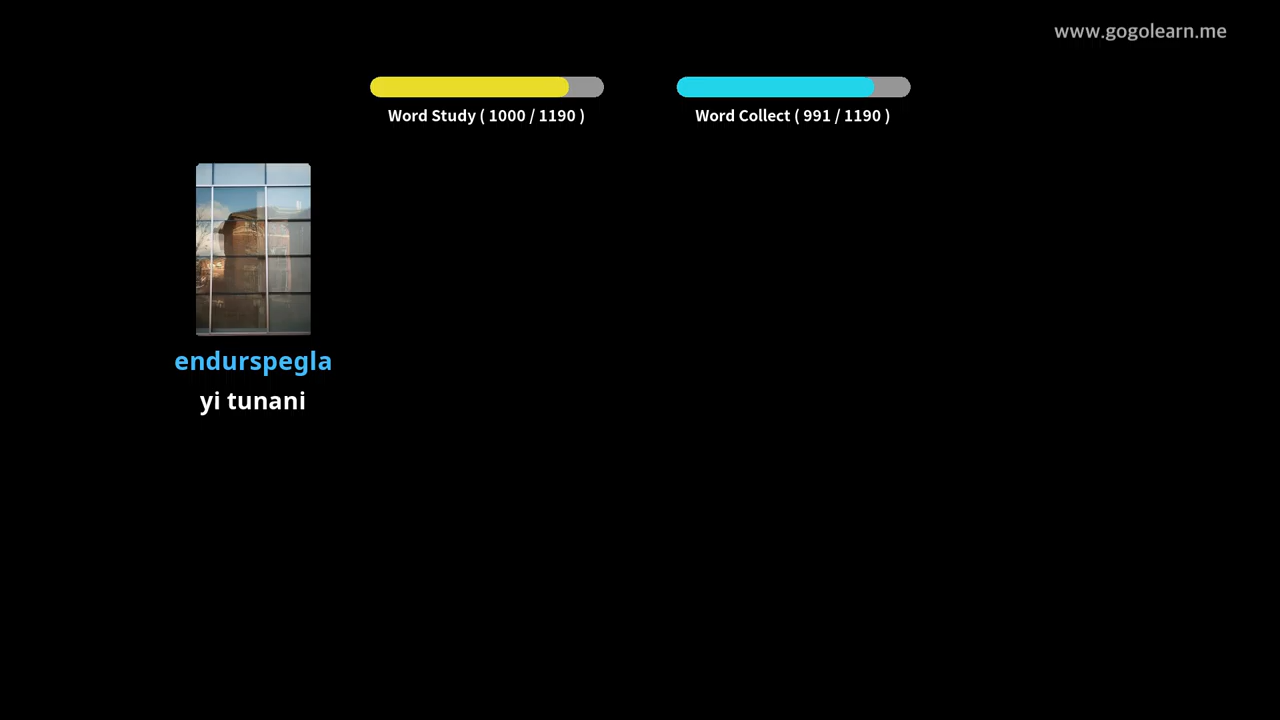 www.gogolearn.me
Word Study ( 1000 / 1190 )
Word Collect ( 991 / 1190 )
endurspegla
yi tunani